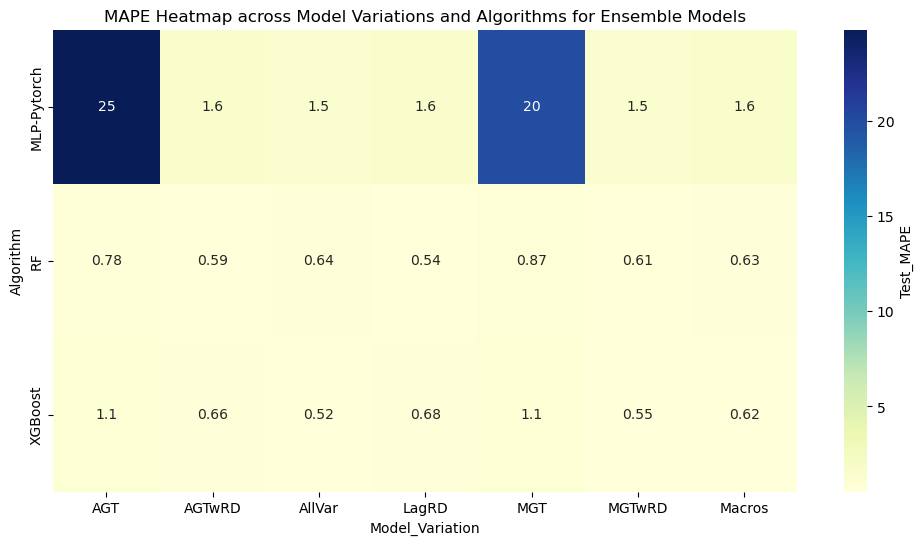 MAPE Heatmap across Model Variations and Algorithms for Ensemble Models
Algorithm
MLP-Pytorch
25 1.6 1.5 1.6 20 1.5 1.6
RF
0.78 0.59 0.64 0.54 0.87 0.61 0.63
XGBoost
1.1 0.66 0.52 0.68 1.1 0.55 0.62
AGT AGTwRD AllVar LagRD MGT MGTwRD Macros
Model_Variation
20
15
10
5
Test_MAPE